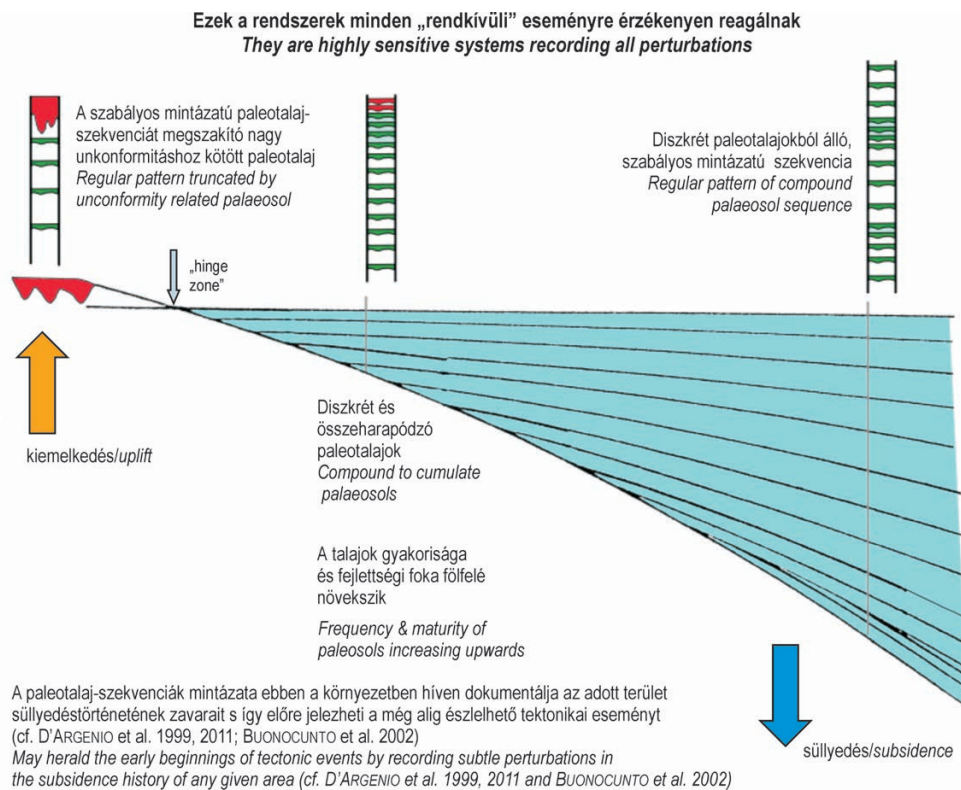 Ezek a rendszerek minden „rendkívüli” eseményre érzékenyen reagálnak
They are highly sensitive systems recording all perturbations
A szabályos mintázatú paleotalaj-
szekvenciát megszakító nagy
unkonformitáshoz kötött paleotalaj
Regular pattern truncated by
unconformity related palaeosol
Diszkrét paleotalajokból álló,
szabályos mintázatú szekvencia
Regular pattern of compound
palaeosol sequence
„hinge
zone”
kiemelkedés/uplift
Diszkrét és
összeharapódzó
paleotalajok
Compound to cumulate
palaeosols
A talajok gyakorisága
és fejlettségi foka fölfelé
növekszik
Frequency & maturity of
paleosols increasing upwards
süllyedés/subsidence
A paleotalaj-szekvenciák mintázata ebben a környezetben híven dokumentálja az adott terület
süllyedéstörténetének zavarait s így előre jelezheti a még alig észlelhető tektonikai eseményt
(cf. D'ARGENIO et al. 1999, 2011; BUONOCUNTO et al. 2002)
May herald the early beginnings of tectonic events by recording subtle perturbations in
the subsidence history of any given area (cf. D'ARGENIO et al. 1999, 2011 and BUONOCUNTO et al. 2002)